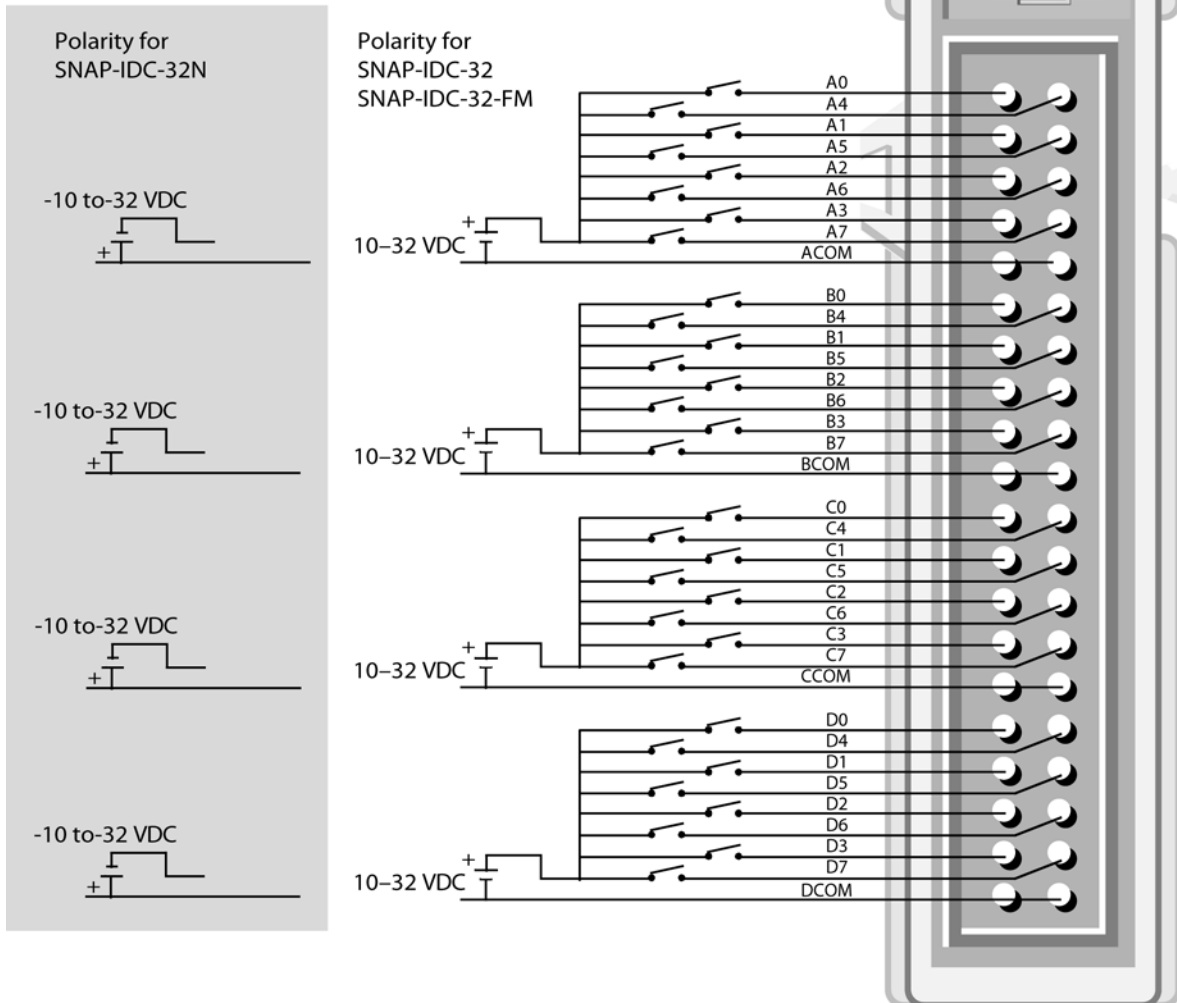 Polarity for
SNAP-IDC-32N
Polarity for
SNAP-IDC-32
SNAP-IDC-32-FM
-10 to-32 VDC
+
10–32 VDC
+
A0
A4
A1
A5
A2
A6
A3
A7
ACOM
-10 to-32 VDC
+
10–32 VDC
+
B0
B4
B1
B5
B2
B6
B3
B7
BCOM
-10 to-32 VDC
+
10–32 VDC
+
C0
C4
C1
C5
C2
C6
C3
C7
CCOM
-10 to-32 VDC
+
10–32 VDC
+
D0
D4
D1
D5
D2
D6
D3
D7
DCOM